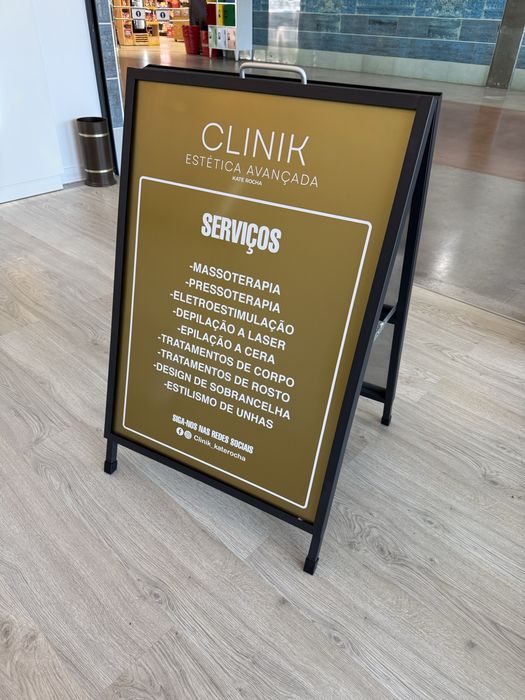 CLINIK
ESTÉTICA AVANÇADA
KATE ROCHA
SERVIÇOS
-MASSOTERAPIA
-PRESSOTERAPIA
-ELETROESTIMULAÇÃO
-DEPILAÇÃO A LASER
-EPILAÇÃO A CERA
-TRATAMENTOS DE CORPO
-TRATAMENTOS DE ROSTO
-DESIGN DE SOBRANCELHA
-ESTILISMO DE UNHAS
SIGA-NOS NAS REDES SOCIAIS
Clinik_katerocha